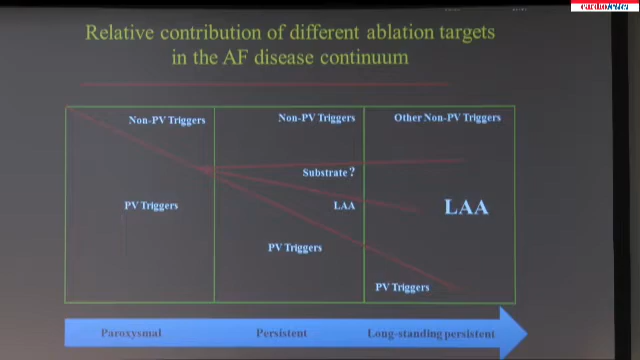 cardioletter
Relative contribution of different ablation targets
in the AF disease continuum
Non-PV Triggers
Non-PV Triggers
Other Non-PV Triggers
Substrate ?
PV Triggers
LAA
LAA
PV Triggers
PV Triggers
Paroxysmal
Persistent
Long-standing persistent